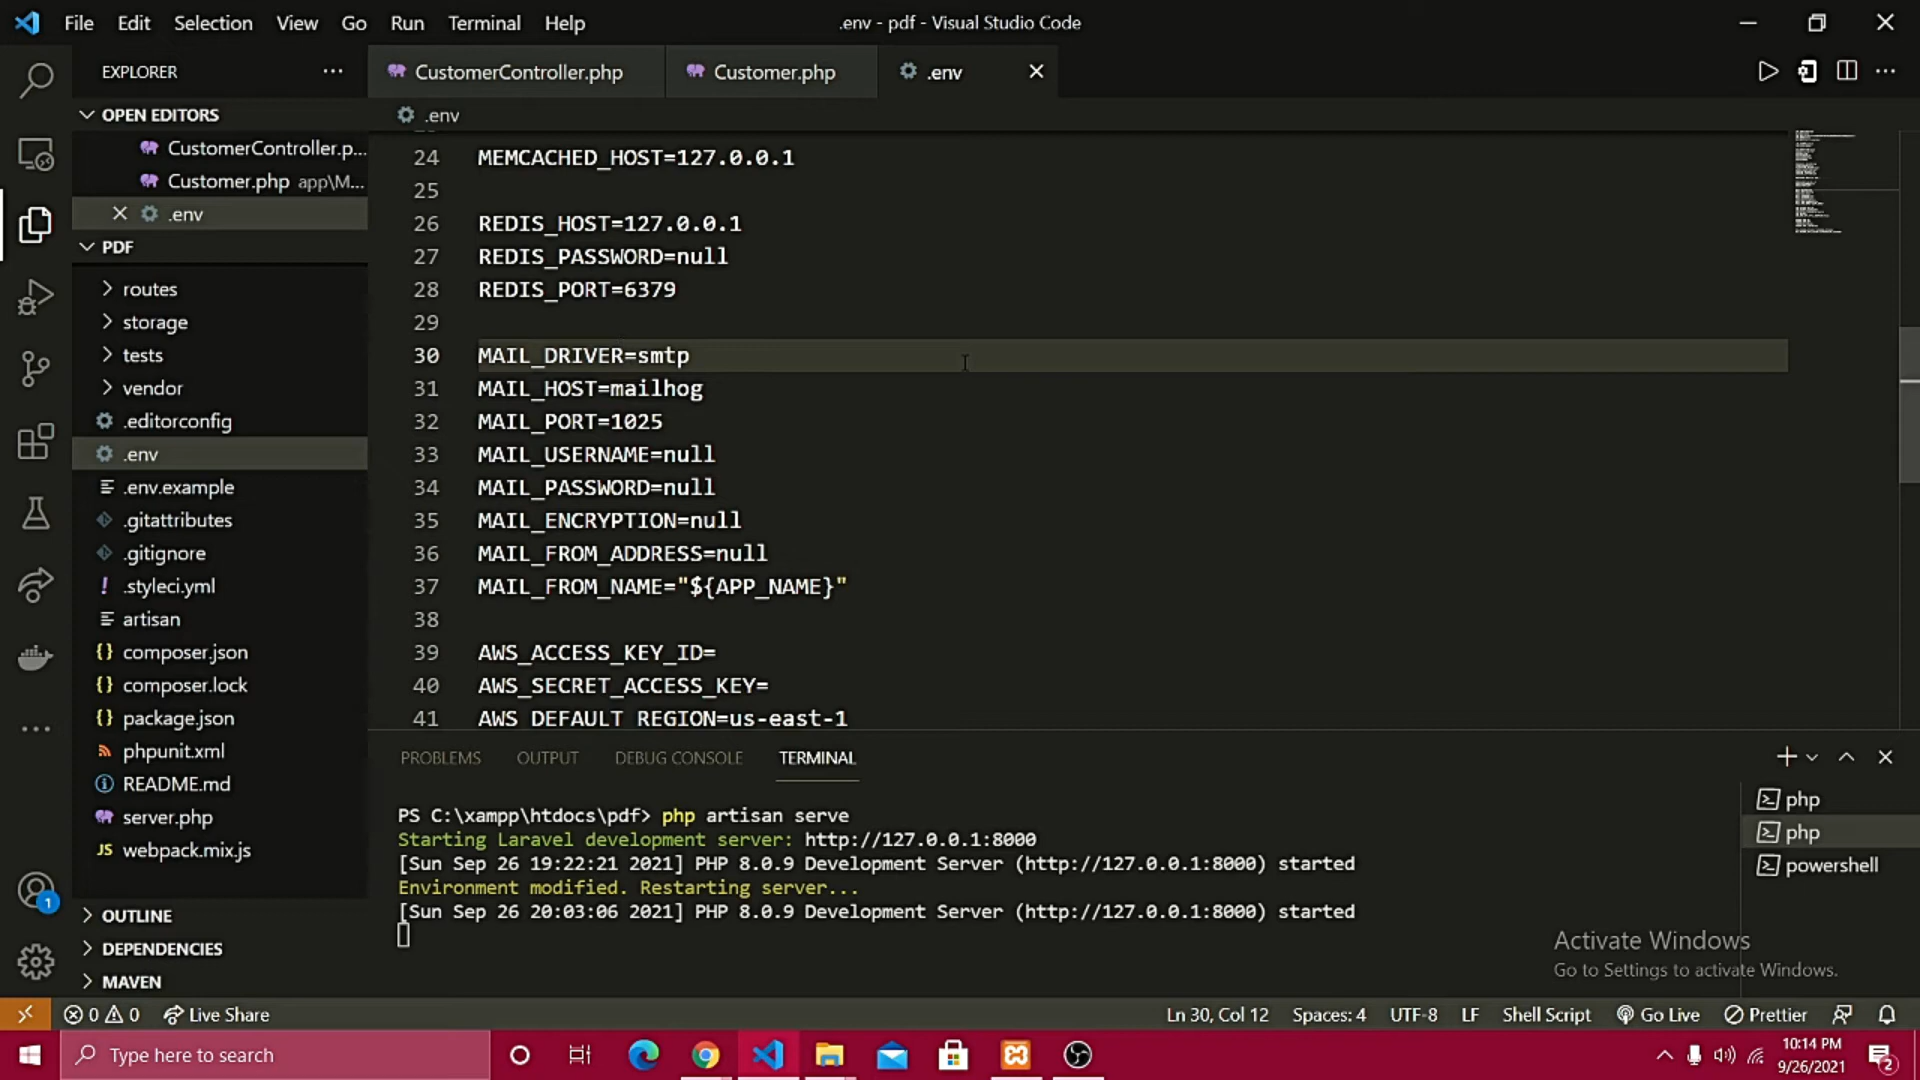 File Edit Selection View Go Run Terminal Help
.env - pdf - Visual Studio Code
EXPLORER
OPEN EDITORS
CustomerController.p...
Customer.php app\M...
.env
PDF
routes
storage
tests
vendor
.editorconfig
.env
.env.example
.gitattributes
.gitignore
.styleci.yml
artisan
composer.json
composer.lock
package.json
phpunit.xml
README.md
server.php
webpack.mix.js
OUTLINE
DEPENDENCIES
MAVEN
CustomerController.php Customer.php .env
.env
24 MEMCACHED_HOST=127.0.0.1
25
26 REDIS_HOST=127.0.0.1
27 REDIS_PASSWORD=null
28 REDIS_PORT=6379
29
30 MAIL_DRIVER=smtp
31 MAIL_HOST=mailhog
32 MAIL_PORT=1025
33 MAIL_USERNAME=null
34 MAIL_PASSWORD=null
35 MAIL_ENCRYPTION=null
36 MAIL_FROM_ADDRESS=null
37 MAIL_FROM_NAME="${APP_NAME}"
38
39 AWS_ACCESS_KEY_ID=
40 AWS_SECRET_ACCESS_KEY=
41 AWS_DEFAULT_REGION=us-east-1
PROBLEMS OUTPUT DEBUG CONSOLE TERMINAL
PS C:\xampp\htdocs\pdf> php artisan serve
Starting Laravel development server: http://127.0.0.1:8000
[Sun Sep 26 19:22:21 2021] PHP 8.0.9 Development Server (http://127.0.0.1:8000) started
Environment modified. Restarting server...
[Sun Sep 26 20:03:06 2021] PHP 8.0.9 Development Server (http://127.0.0.1:8000) started
php
php
powershell
Activate Windows
Go to Settings to activate Windows.
1
0 0 Live Share
Ln 30, Col 12 Spaces: 4 UTF-8 LF Shell Script Go Live Prettier
Type here to search
10:14 PM
9/26/2021
2